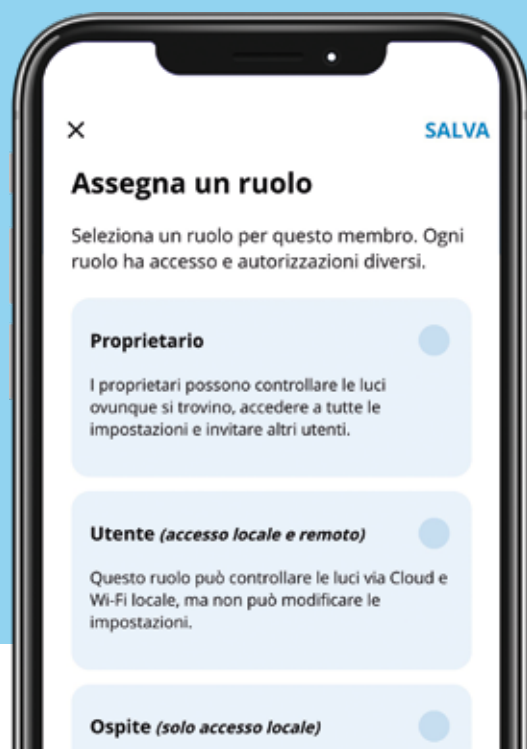 SALVA
Assegna un ruolo
Seleziona un ruolo per questo membro. Ogni
ruolo ha accesso e autorizzazioni diversi.
Proprietario
I proprietari possono controllare le luci
ovunque si trovino, accedere a tutte le
impostazioni e invitare altri utenti.
Utente (accesso locale e remoto)
Questo ruolo può controllare le luci via Cloud e
Wi-Fi locale, ma non può modificare le
impostazioni.
Ospite (solo accesso locale)